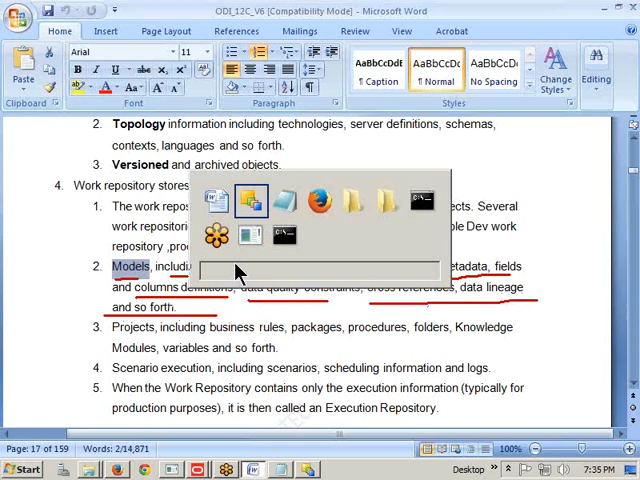 ODI_12C_V6 [Compatibility Mode] - Microsoft Word
Home Insert Page Layout References Mailings Review View Acrobat
Paste
Clipboard
Arial 11
Font
Paragraph
AaBbCcDdE AaBbCcDc AaBbCcDc
¶ Caption ¶ Normal No Spacing
Styles
Change Styles
Editing
2. Topology information including technologies, server definitions, schemas,
contexts, languages and so forth.
3. Versioned and archived objects.
4. Work repository stores
1. The work repos ects. Several
work repositori ple Dev work
repository ,pro
2. Models, includi etadata, fields
and columns definitions, data quality constraints, cross references, data lineage
and so forth.
3. Projects, including business rules, packages, procedures, folders, Knowledge
Modules, variables and so forth.
4. Scenario execution, including scenarios, scheduling information and logs.
5. When the Work Repository contains only the execution information (typically for
production purposes), it is then called an Execution Repository.
Page: 17 of 159 Words: 2/14,871 100%
Start Desktop 7:35 PM